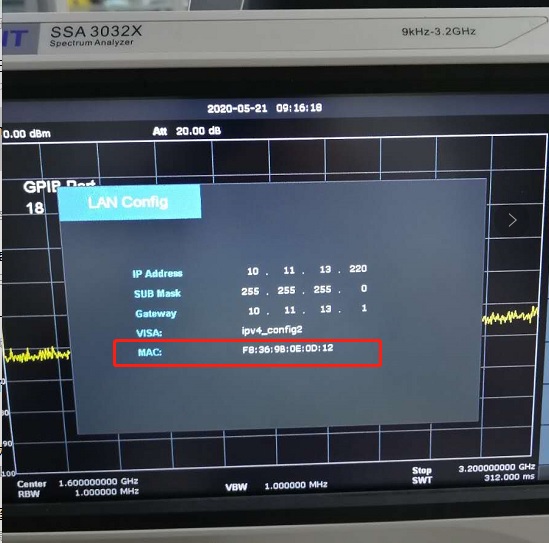 SSA 3032X
Spectrum Analyzer
9kHz-3.2GHz
2020-05-21 09:16:18
0.00 dBm Att 20.00 dB
GPIB Port
18
LAN Config
IP Address 10 . 11 . 13 . 220
SUB Mask 255 . 255 . 255 . 0
Gateway 10 . 11 . 13 . 1
VISA: ipv4_config2
MAC: F8:36:9B:0E:0D:12
Center 1.600000000 GHz
RBW 1.000000 MHz
VBW 1.000000 MHz
Stop 3.200000000 GHz
SWT 312.000 ms